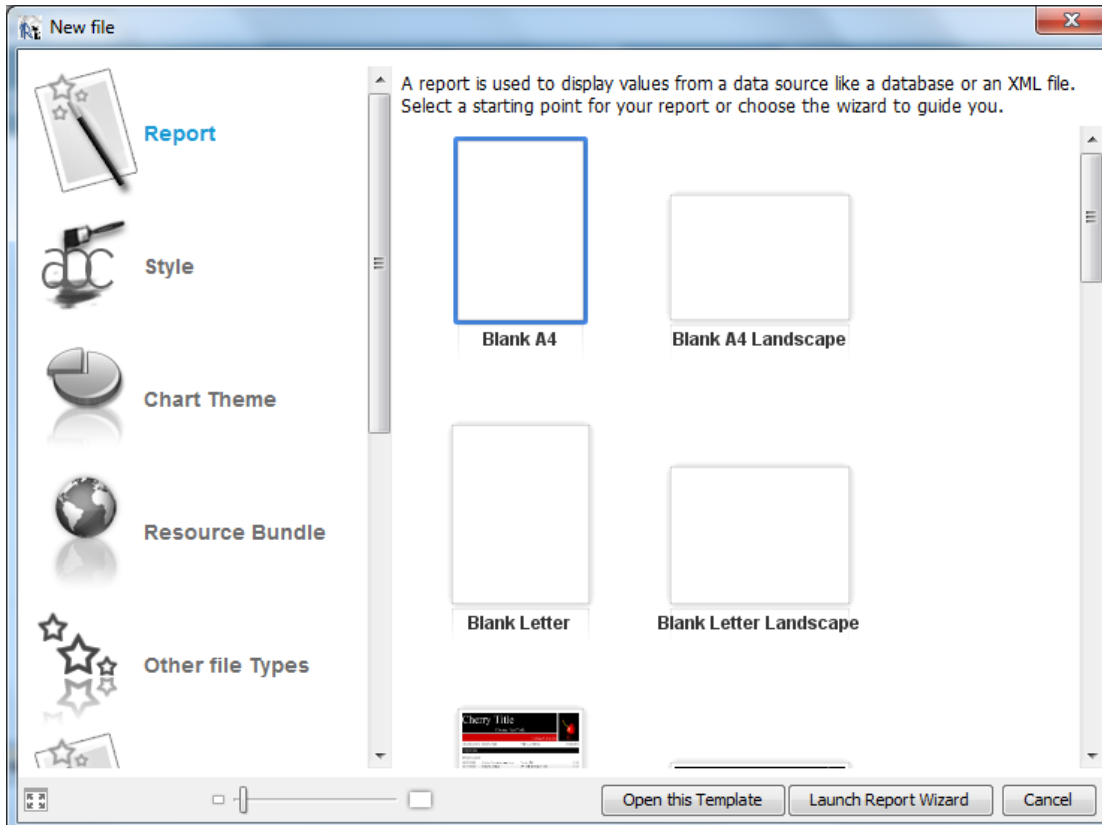 New file
A report is used to display values from a data source like a database or an XML file.
Select a starting point for your report or choose the wizard to guide you.
Report
Style
abc
Chart Theme
Resource Bundle
Other file Types
Blank A4
Blank A4 Landscape
Blank Letter
Blank Letter Landscape
Cherry Title
Open this Template
Launch Report Wizard
Cancel